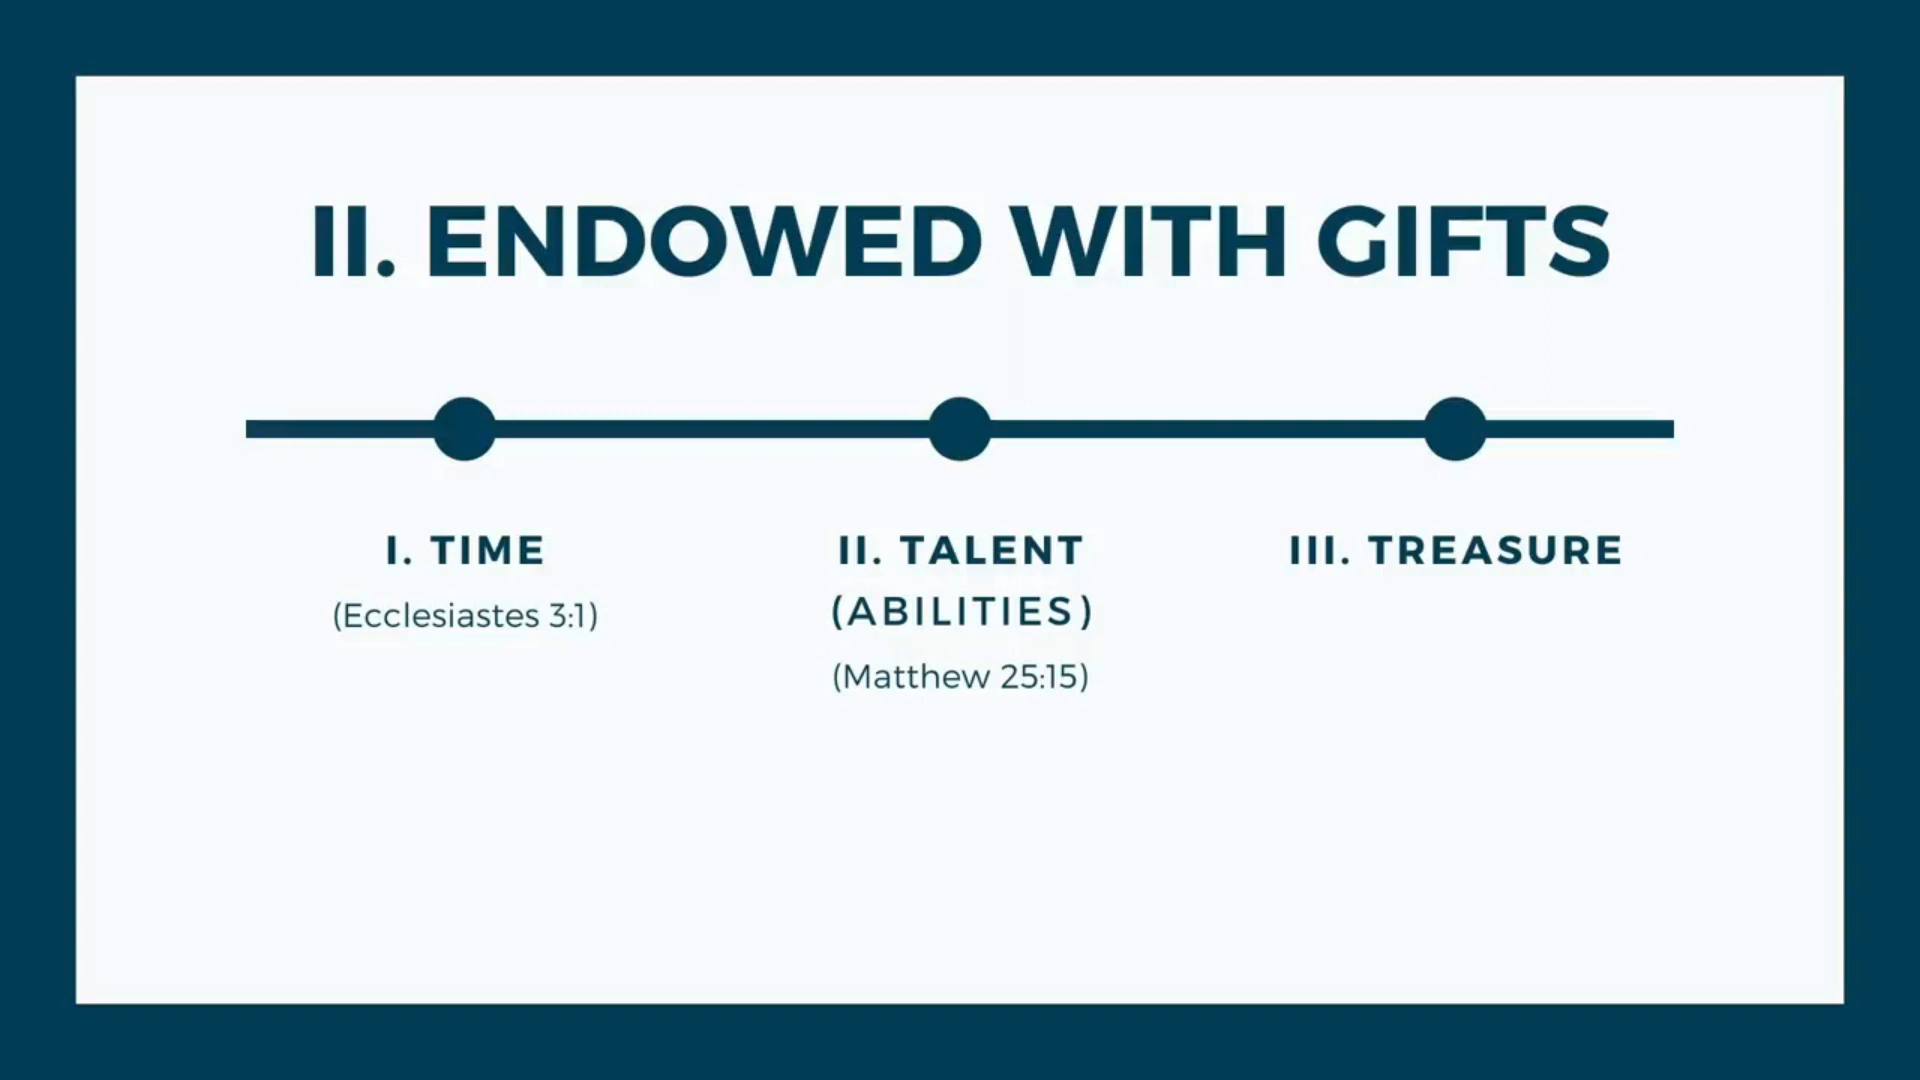 II. ENDOWED WITH GIFTS
I. TIME
(Ecclesiastes 3:1)
II. TALENT
(ABILITIES)
(Matthew 25:15)
III. TREASURE